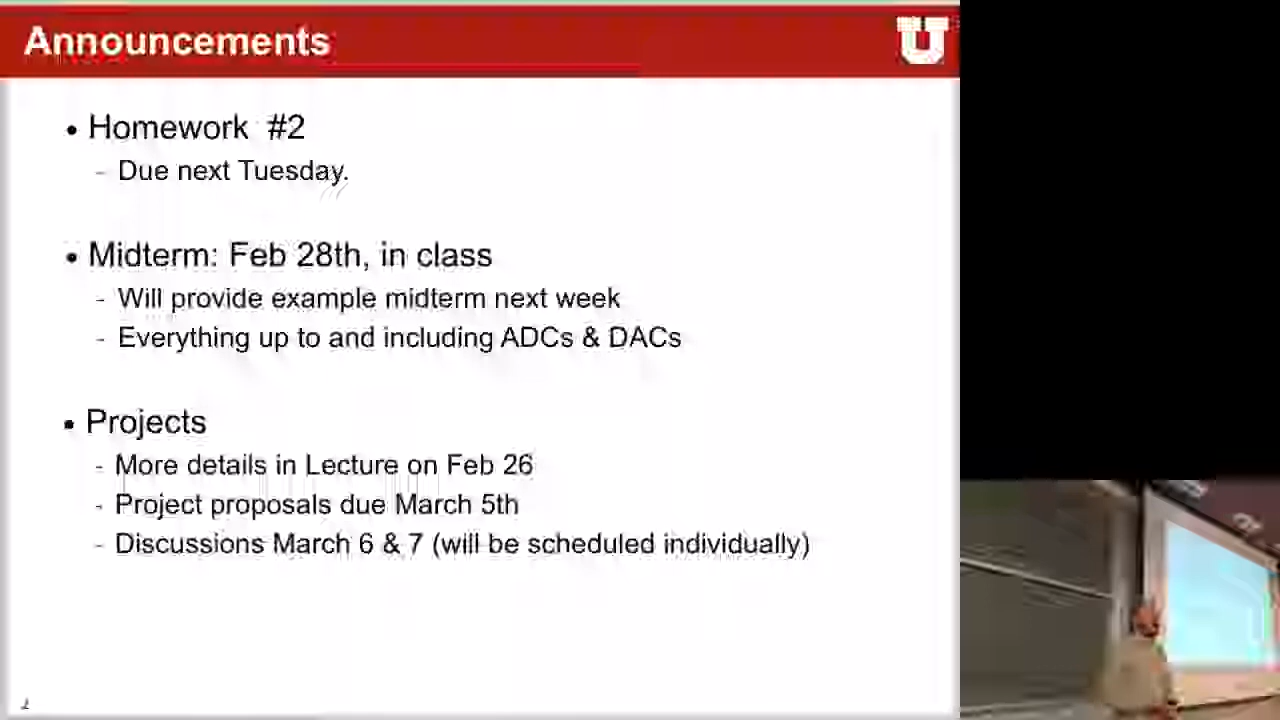 Announcements
U
• Homework #2
- Due next Tuesday.
• Midterm: Feb 28th, in class
- Will provide example midterm next week
- Everything up to and including ADCs & DACs
• Projects
- More details in Lecture on Feb 26
- Project proposals due March 5th
- Discussions March 6 & 7 (will be scheduled individually)
2